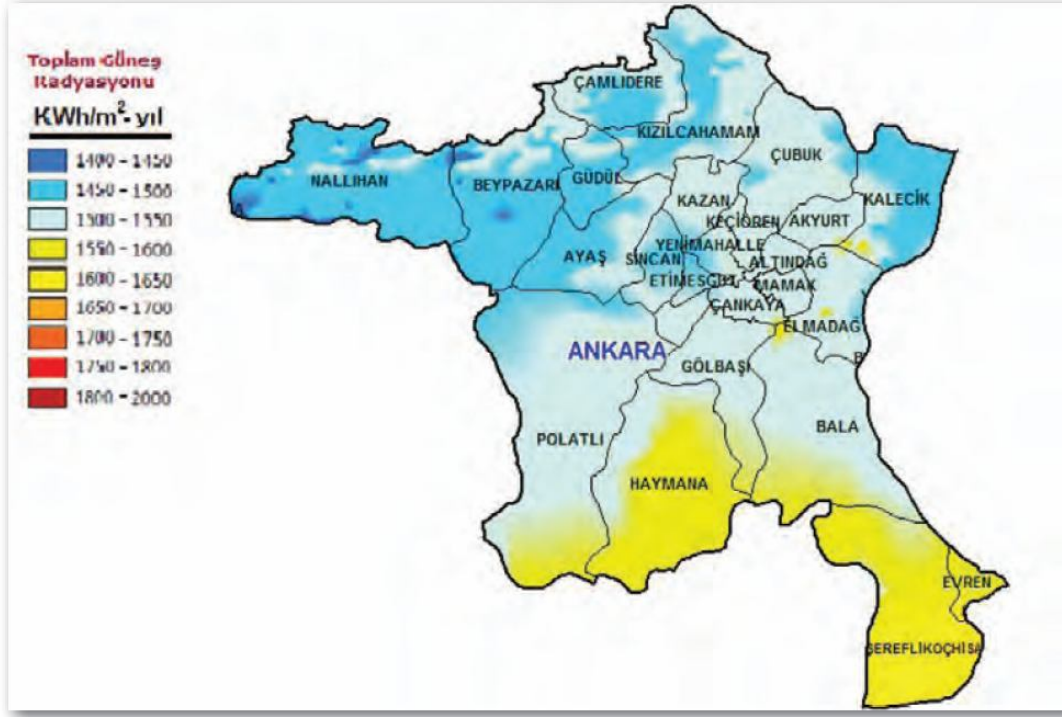 Toplam Güneş
Radyasyonu
KWh/m²- yıl
1400 - 1450
1450 - 1500
1500 - 1550
1550 - 1600
1600 - 1650
1650 - 1700
1700 - 1750
1750 - 1800
1800 - 2000
ÇAMLIDERE
KIZILCAHAMAM
ÇUBUK
NALLIHAN
BEYPAZARI
GÜDÜL
KALECİK
KAZAN
KEÇİÖREN
AKYURT
YENİMAHALLE
AYAŞ
SİNCAN
ALTINDAĞ
ETİMESGUT
MAMAK
ÇANKAYA
ELMADAĞ
ANKARA
B
GÖLBAŞI
BALA
POLATLI
HAYMANA
EVREN
ŞEREFLİKOÇHİSA